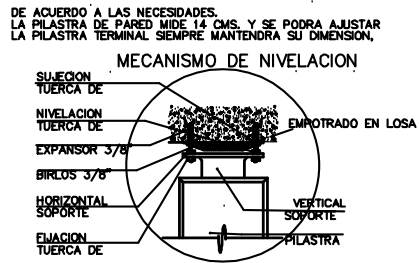 DE ACUERDO A LAS NECESIDADES.
LA PILASTRA DE PARED MIDE 14 CMS. Y SE PODRA AJUSTAR
LA PILASTRA TERMINAL SIEMPRE MANTENDRA SU DIMENSION,
MECANISMO DE NIVELACION
SUJECION
TUERCA DE
NIVELACION
TUERCA DE
EMPOTRADO EN LOSA
EXPANSOR 3/8"
BIRLOS 3/8"
HORIZONTAL
SOPORTE
VERTICAL
SOPORTE
FIJACION
TUERCA DE
PILASTRA